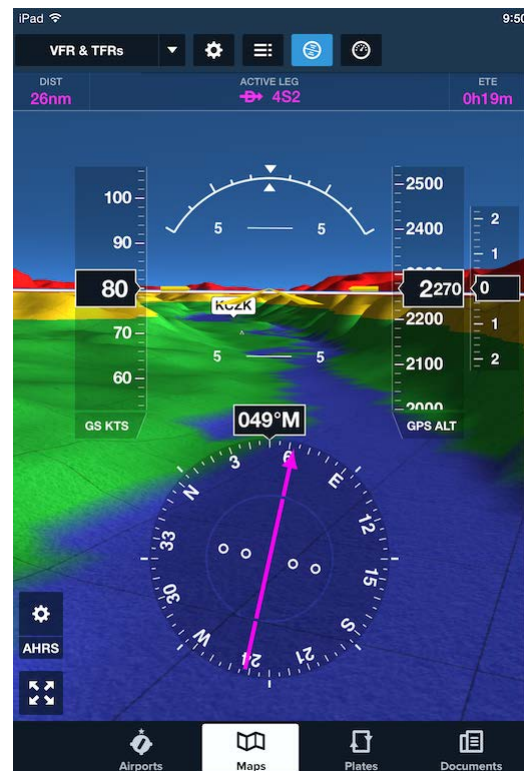 iPad 9:50
VFR & TFRs
DIST ACTIVE LEG ETE
26nm D 4S2 0h19m
100 2500
5 5 2400 2
90 1
80 2270 0
KCZK
70 2200 1
5 5 2100 2
60
2000
GS KTS 049°M GPS ALT
N 3 6 E 12 15 S 21 24 W 30 33
AHRS
Airports Maps Plates Documents